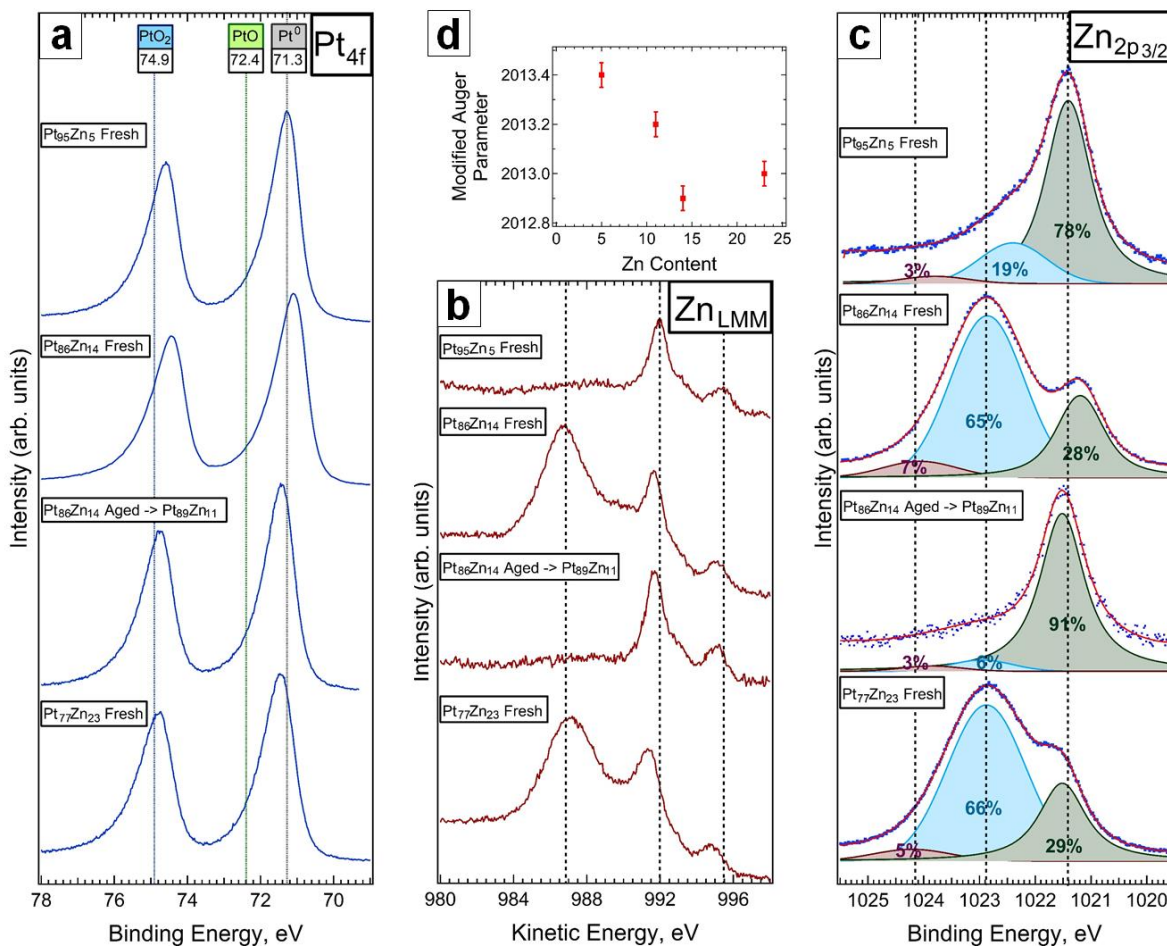 a
PtO₂
74.9
PtO
72.4
Pt⁰
71.3
Pt₄f
Pt₉₅Zn₅ Fresh
Pt₈₆Zn₁₄ Fresh
Pt₈₆Zn₁₄ Aged -> Pt₈₉Zn₁₁
Pt₇₇Zn₂₃ Fresh
Intensity (arb. units)
78 76 74 72 70
Binding Energy, eV
d
Modified Auger
Parameter
2013.4
2013.2
2013.0
2012.8
0 5 10 15 20 25
Zn Content
b
Zn_LMM
Pt₉₅Zn₅ Fresh
Pt₈₆Zn₁₄ Fresh
Pt₈₆Zn₁₄ Aged -> Pt₈₉Zn₁₁
Pt₇₇Zn₂₃ Fresh
Intensity (arb. units)
980 984 988 992 996
Kinetic Energy, eV
c
Zn₂p₃/₂
Pt₉₅Zn₅ Fresh
3%
19%
78%
Pt₈₆Zn₁₄ Fresh
7%
65%
28%
Pt₈₆Zn₁₄ Aged -> Pt₈₉Zn₁₁
3%
6%
91%
Pt₇₇Zn₂₃ Fresh
5%
66%
29%
Intensity (arb. units)
1025 1024 1023 1022 1021 1020
Binding Energy, eV